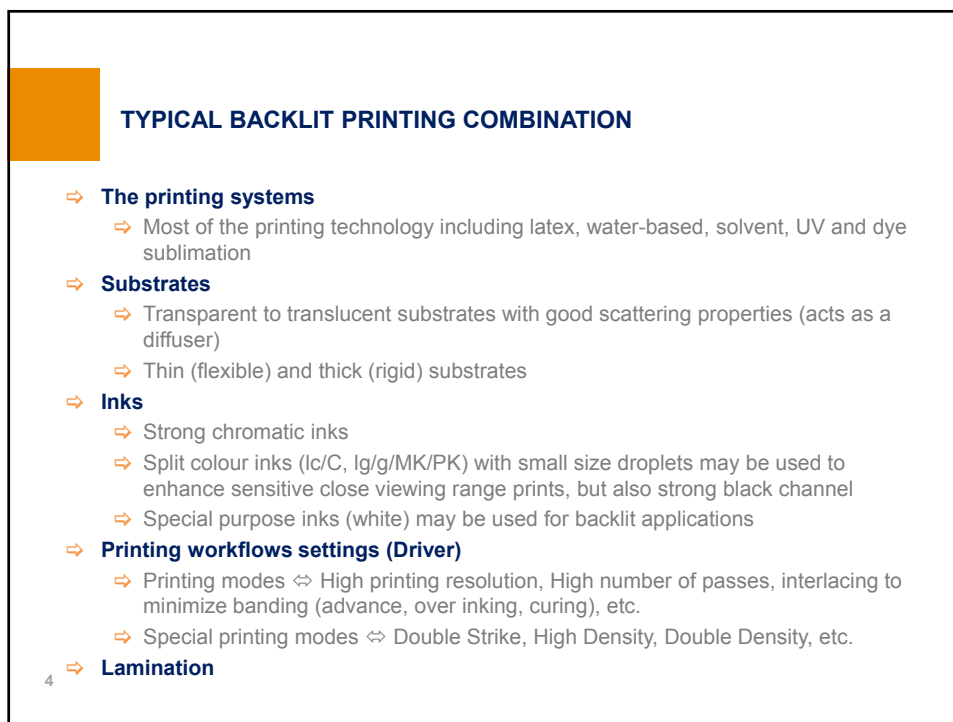 TYPICAL BACKLIT PRINTING COMBINATION
⇨ The printing systems
⇨ Most of the printing technology including latex, water-based, solvent, UV and dye
sublimation
⇨ Substrates
⇨ Transparent to translucent substrates with good scattering properties (acts as a
diffuser)
⇨ Thin (flexible) and thick (rigid) substrates
⇨ Inks
⇨ Strong chromatic inks
⇨ Split colour inks (lc/C, lg/g/MK/PK) with small size droplets may be used to
enhance sensitive close viewing range prints, but also strong black channel
⇨ Special purpose inks (white) may be used for backlit applications
⇨ Printing workflows settings (Driver)
⇨ Printing modes ⬄ High printing resolution, High number of passes, interlacing to
minimize banding (advance, over inking, curing), etc.
⇨ Special printing modes ⬄ Double Strike, High Density, Double Density, etc.
⇨ Lamination
4